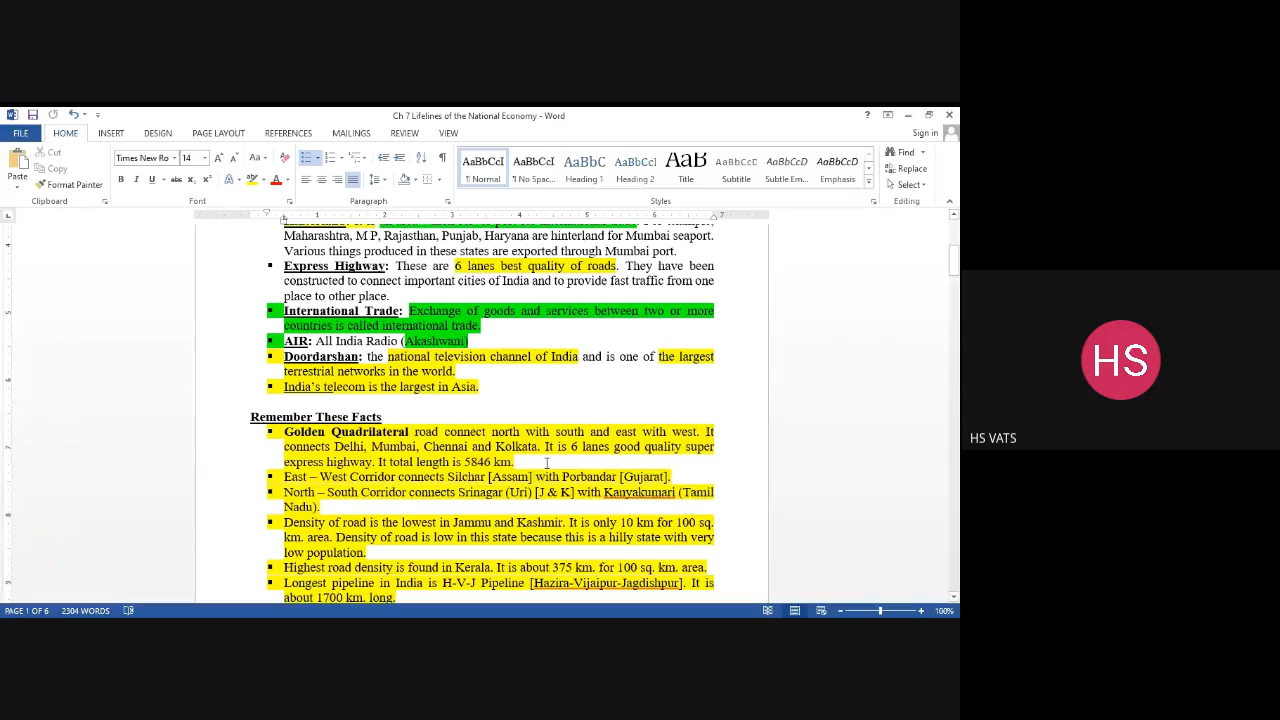 Ch 7 Lifelines of the National Economy - Word
? Sign in
FILE HOME INSERT DESIGN PAGE LAYOUT REFERENCES MAILINGS REVIEW VIEW
Paste Cut Copy Format Painter
Times New Ro 14
AaBbCcI AaBbCcI AaBbCc AaBbCcI AaB AaBbCcD AaBbCcI AaBbCcI
¶ Normal ¶ No Spac... Heading 1 Heading 2 Title Subtitle Subtle Em... Emphasis
Find Replace Select
Clipboard Font Paragraph Styles Editing
1 2 3 4 5 6 7
Maharashtra, M P, Rajasthan, Punjab, Haryana are hinterland for Mumbai seaport.
Various things produced in these states are exported through Mumbai port.
▪ Express Highway: These are 6 lanes best quality of roads. They have been
constructed to connect important cities of India and to provide fast traffic from one
place to other place.
▪ International Trade: Exchange of goods and services between two or more
countries is called international trade.
▪ AIR: All India Radio (Akashwani)
▪ Doordarshan: the national television channel of India and is one of the largest
terrestrial networks in the world.
▪ India's telecom is the largest in Asia.
Remember These Facts
▪ Golden Quadrilateral road connect north with south and east with west. It
connects Delhi, Mumbai, Chennai and Kolkata. It is 6 lanes good quality super
express highway. It total length is 5846 km.
▪ East – West Corridor connects Silchar [Assam] with Porbandar [Gujarat].
▪ North – South Corridor connects Srinagar (Uri) [J & K] with Kanyakumari (Tamil
Nadu).
▪ Density of road is the lowest in Jammu and Kashmir. It is only 10 km for 100 sq.
km. area. Density of road is low in this state because this is a hilly state with very
low population.
▪ Highest road density is found in Kerala. It is about 375 km. for 100 sq. km. area.
▪ Longest pipeline in India is H-V-J Pipeline [Hazira-Vijaipur-Jagdishpur]. It is
about 1700 km. long.
PAGE 1 OF 6 2304 WORDS 100%
HS
HS VATS